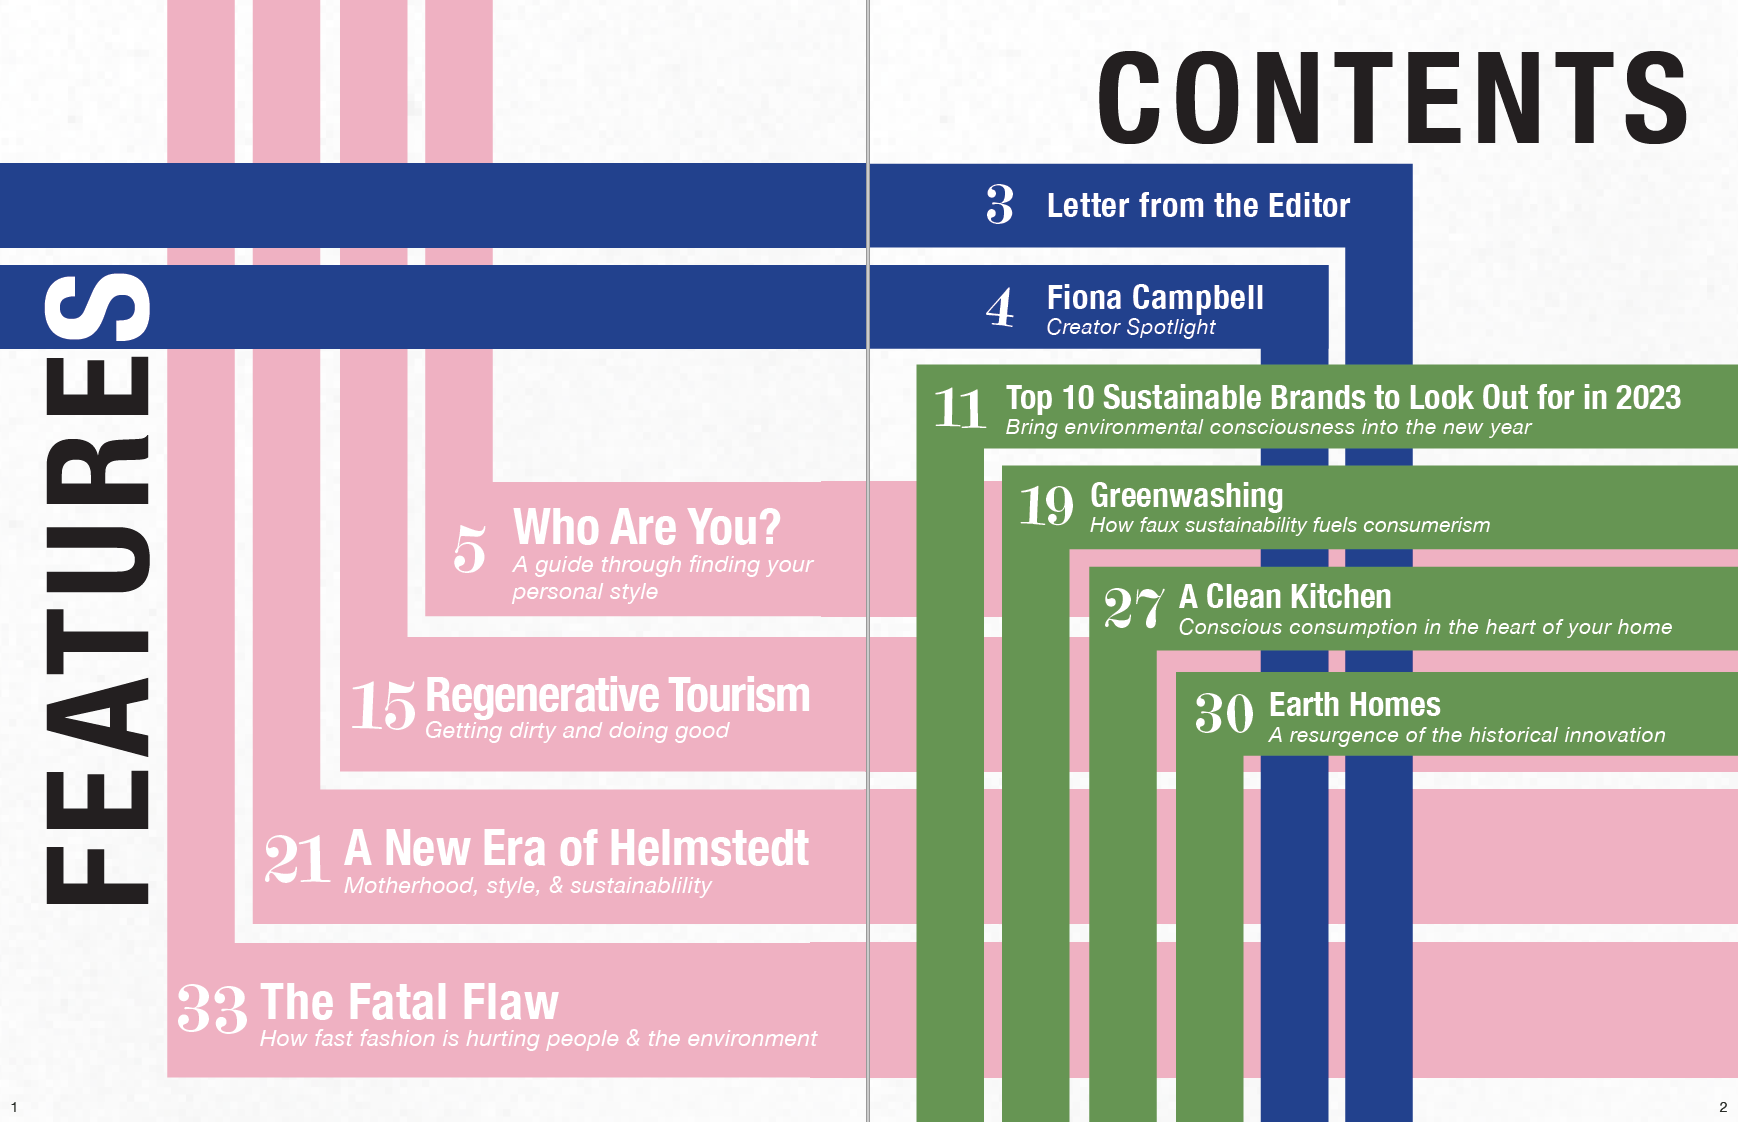 FEATURES
5
Who Are You?
A guide through finding your
personal style
15
Regenerative Tourism
Getting dirty and doing good
21
A New Era of Helmstedt
Motherhood, style, & sustainablility
33
The Fatal Flaw
How fast fashion is hurting people & the environment
1
CONTENTS
3
Letter from the Editor
4
Fiona Campbell
Creator Spotlight
11
Top 10 Sustainable Brands to Look Out for in 2023
Bring environmental consciousness into the new year
19
Greenwashing
How faux sustainability fuels consumerism
27
A Clean Kitchen
Conscious consumption in the heart of your home
30
Earth Homes
A resurgence of the historical innovation
2